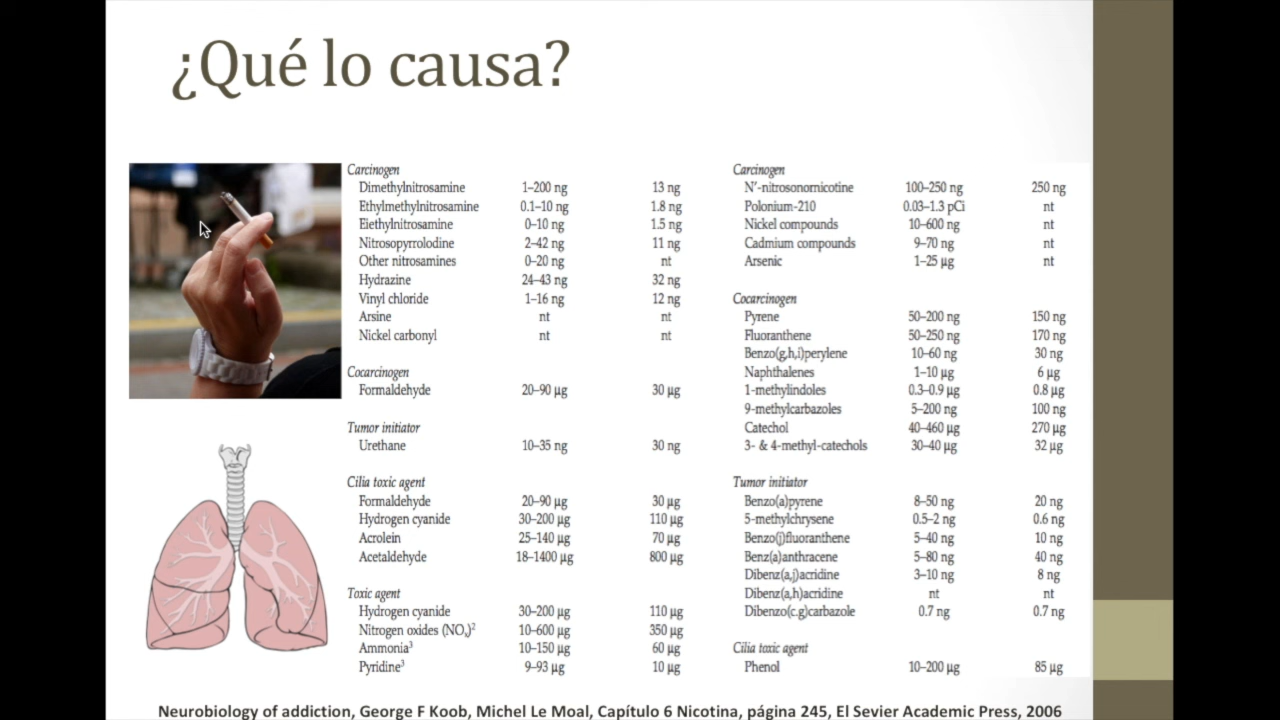 ¿Qué lo causa?
Carcinogen
Dimethylnitrosamine 1–200 ng 13 ng
Ethylmethylnitrosamine 0.1–10 ng 1.8 ng
Eiethylnitrosamine 0–10 ng 1.5 ng
Nitrosopyrrolodine 2–42 ng 11 ng
Other nitrosamines 0–20 ng nt
Hydrazine 24–43 ng 32 ng
Vinyl chloride 1–16 ng 12 ng
Arsine nt nt
Nickel carbonyl nt nt
Cocarcinogen
Formaldehyde 20–90 μg 30 μg
Tumor initiator
Urethane 10–35 ng 30 ng
Cilia toxic agent
Formaldehyde 20–90 μg 30 μg
Hydrogen cyanide 30–200 μg 110 μg
Acrolein 25–140 μg 70 μg
Acetaldehyde 18–1400 μg 800 μg
Toxic agent
Hydrogen cyanide 30–200 μg 110 μg
Nitrogen oxides (NOₓ)² 10–600 μg 350 μg
Ammonia³ 10–150 μg 60 μg
Pyridine³ 9–93 μg 10 μg
Carcinogen
N′-nitrosonornicotine 100–250 ng 250 ng
Polonium-210 0.03–1.3 pCi nt
Nickel compounds 10–600 ng nt
Cadmium compounds 9–70 ng nt
Arsenic 1–25 μg nt
Cocarcinogen
Pyrene 50–200 ng 150 ng
Fluoranthene 50–250 ng 170 ng
Benzo(g,h,i)perylene 10–60 ng 30 ng
Naphthalenes 1–10 μg 6 μg
1-methylindoles 0.3–0.9 μg 0.8 μg
9-methylcarbazoles 5–200 ng 100 ng
Catechol 40–460 μg 270 μg
3- & 4-methyl-catechols 30–40 μg 32 μg
Tumor initiator
Benzo(a)pyrene 8–50 ng 20 ng
5-methylchrysene 0.5–2 ng 0.6 ng
Benzo(j)fluoranthene 5–40 ng 10 ng
Benz(a)anthracene 5–80 ng 40 ng
Dibenz(a,j)acridine 3–10 ng 8 ng
Dibenz(a,h)acridine nt nt
Dibenzo(c.g)carbazole 0.7 ng 0.7 ng
Cilia toxic agent
Phenol 10–200 μg 85 μg
Neurobiology of addiction, George F Koob, Michel Le Moal, Capítulo 6 Nicotina, página 245, El Sevier Academic Press, 2006